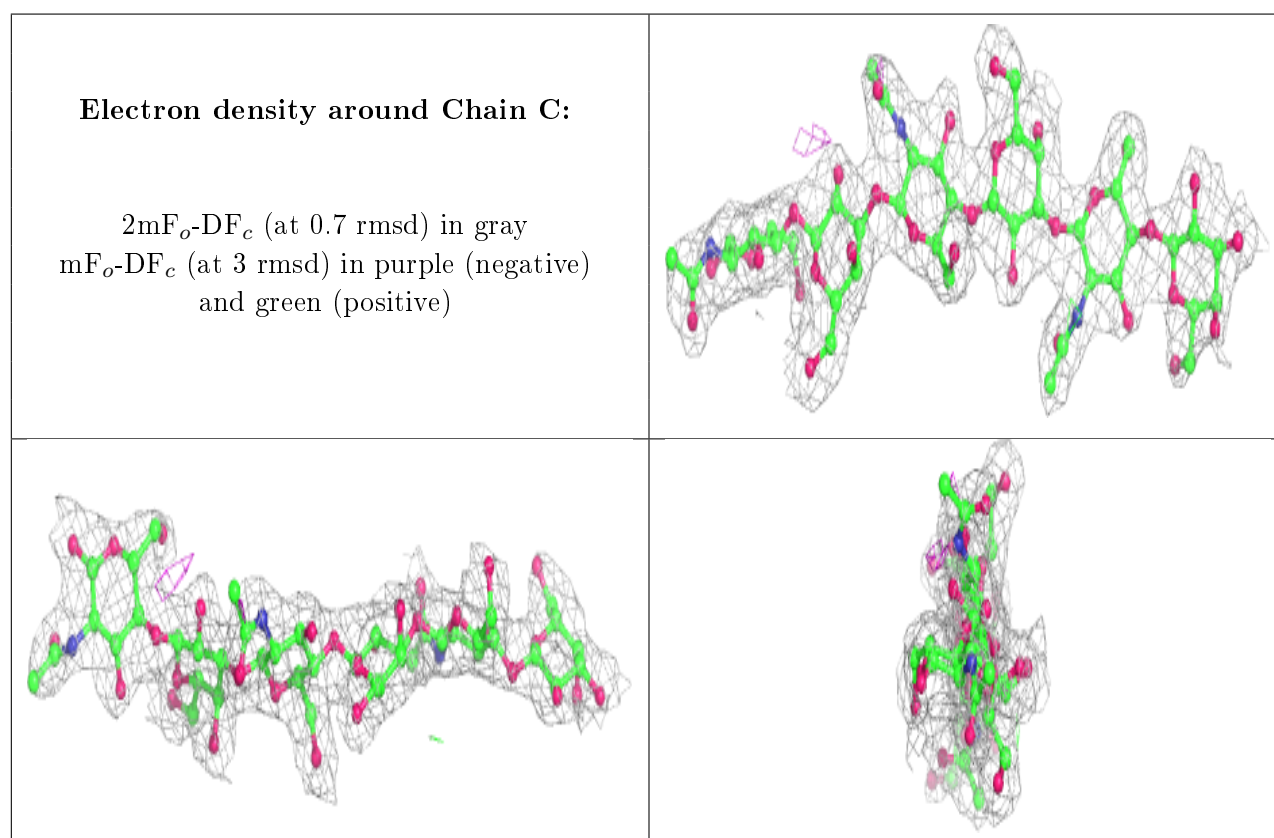 Electron density around Chain C:
2mFₒ-DF𝒸 (at 0.7 rmsd) in gray
mFₒ-DF𝒸 (at 3 rmsd) in purple (negative)
and green (positive)